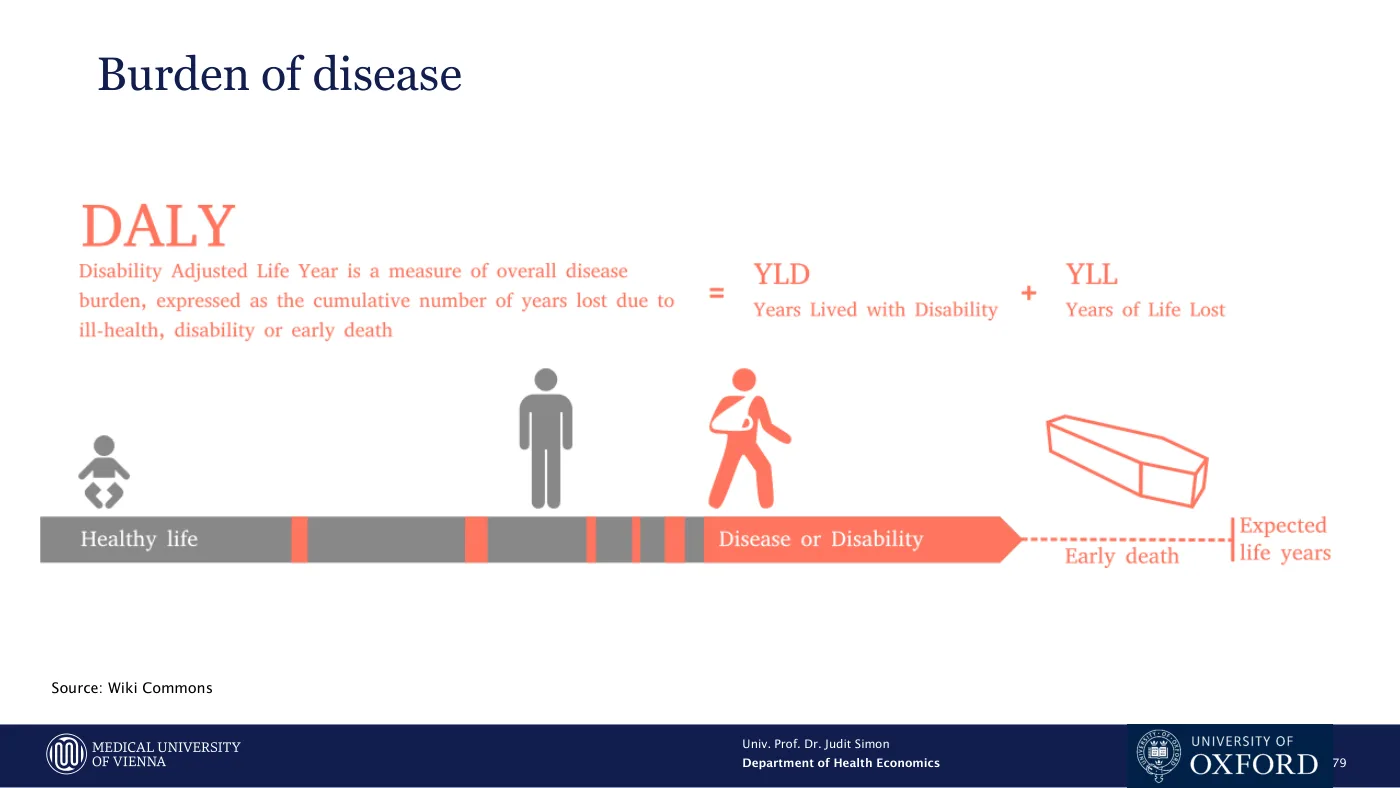 Burden of disease
DALY
Disability Adjusted Life Year is a measure of overall disease
burden, expressed as the cumulative number of years lost due to
ill-health, disability or early death
=
YLD
Years Lived with Disability
+
YLL
Years of Life Lost
Healthy life
Disease or Disability
Early death
Expected
life years
Source: Wiki Commons
MEDICAL UNIVERSITY
OF VIENNA
Univ. Prof. Dr. Judit Simon
Department of Health Economics
UNIVERSITY OF
OXFORD
79